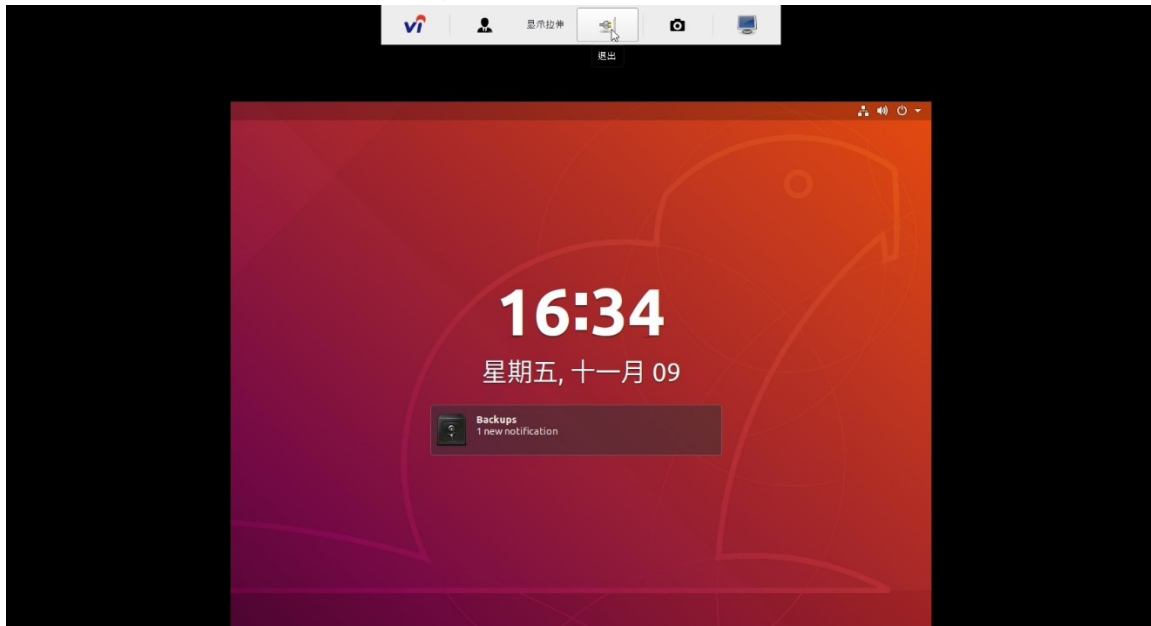 vi
显示拉伸
退出
16:34
星期五, 十一月 09
Backups
1 new notification